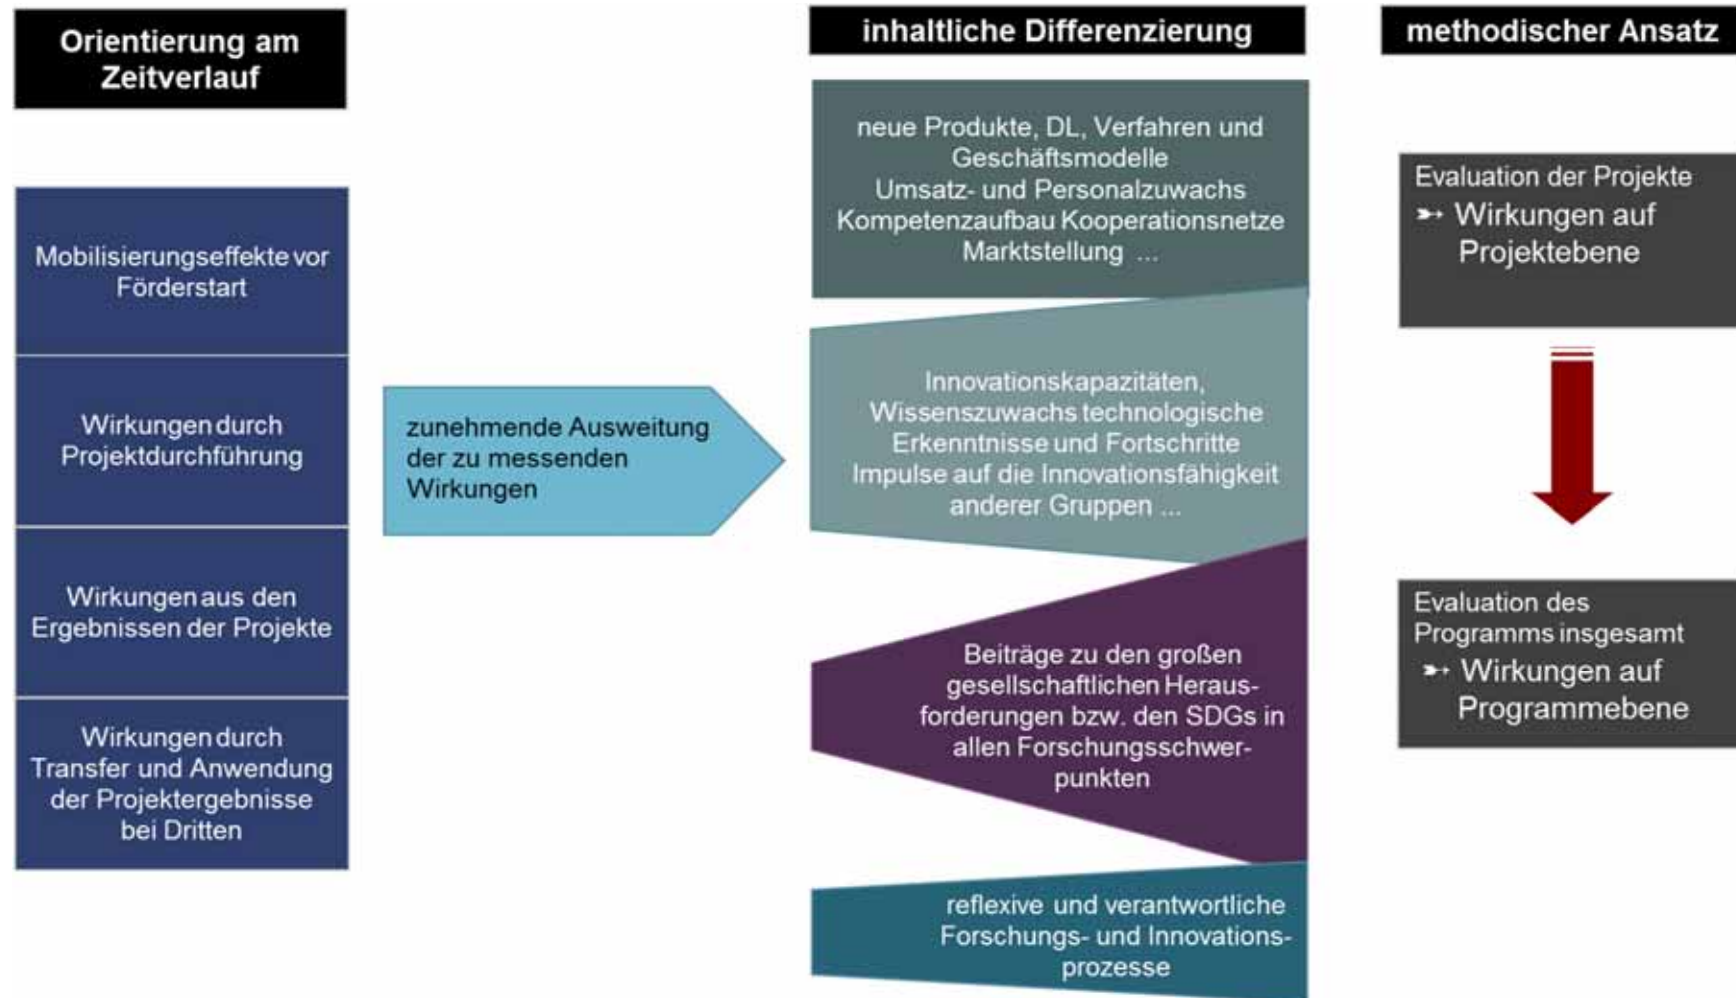 Orientierung am
Zeitverlauf
Mobilisierungseffekte vor
Förderstart
Wirkungen durch
Projektdurchführung
Wirkungen aus den
Ergebnissen der Projekte
Wirkungen durch
Transfer und Anwendung
der Projektergebnisse
bei Dritten
zunehmende Ausweitung
der zu messenden
Wirkungen
inhaltliche Differenzierung
neue Produkte, DL, Verfahren und
Geschäftsmodelle
Umsatz- und Personalzuwachs
Kompetenzaufbau Kooperationsnetze
Marktstellung ...
Innovationskapazitäten,
Wissenszuwachs technologische
Erkenntnisse und Fortschritte
Impulse auf die Innovationsfähigkeit
anderer Gruppen ...
Beiträge zu den großen
gesellschaftlichen Heraus-
forderungen bzw. den SDGs in
allen Forschungsschwer-
punkten
reflexive und verantwortliche
Forschungs- und Innovations-
prozesse
methodischer Ansatz
Evaluation der Projekte
➳ Wirkungen auf
Projektebene
Evaluation des
Programms insgesamt
➳ Wirkungen auf
Programmebene